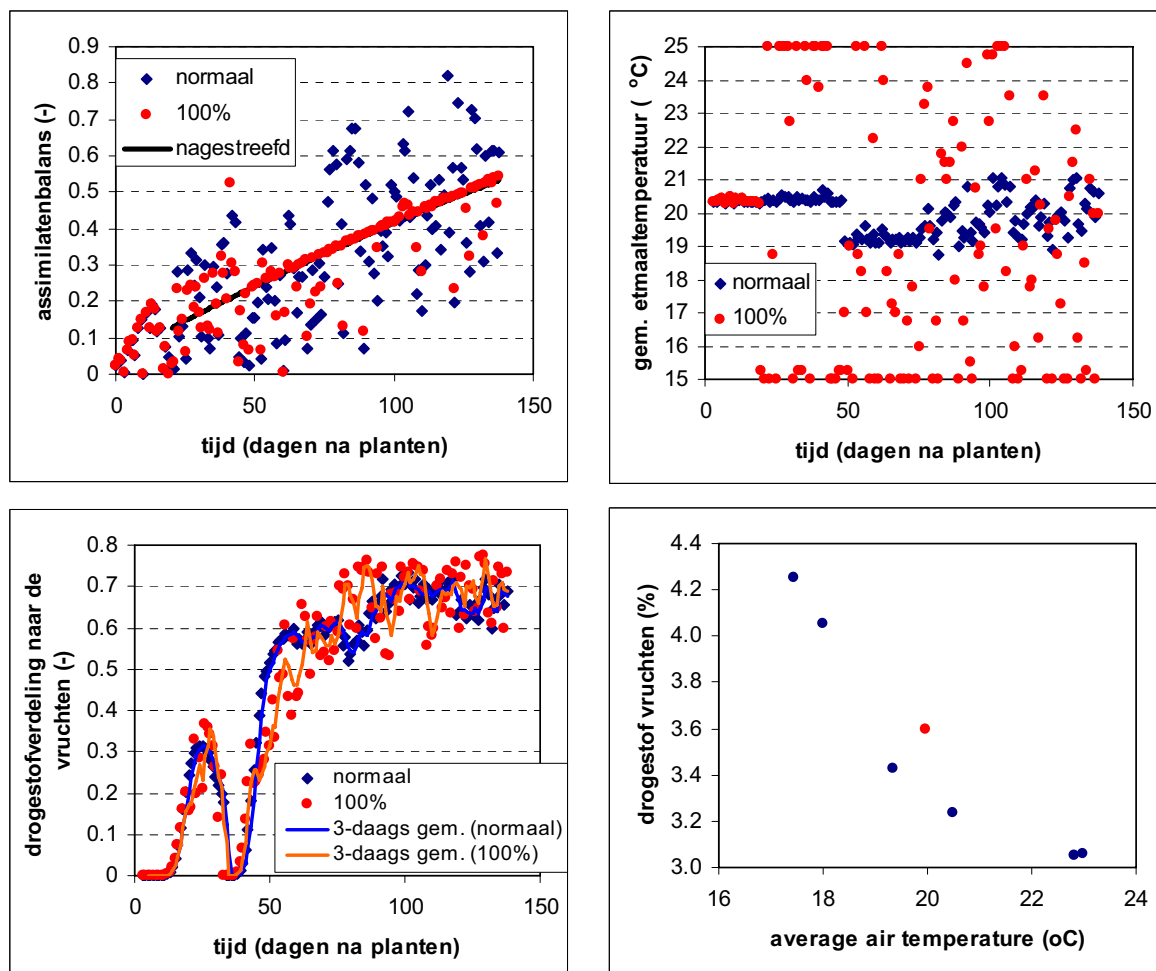 assimilatenbalans (-)
0.9
0.8
0.7
0.6
0.5
0.4
0.3
0.2
0.1
0
normaal
100%
nagestreefd
0 50 100 150
tijd (dagen na planten)
gem. etmaaltemperatuur ( °C)
25
24
23
22
21
20
19
18
17
16
15
normaal
100%
0 50 100 150
tijd (dagen na planten)
drogestofverdeling naar de
vruchten (-)
0.8
0.7
0.6
0.5
0.4
0.3
0.2
0.1
0
normaal
100%
3-daags gem. (normaal)
3-daags gem. (100%)
0 50 100 150
tijd (dagen na planten)
drogestof vruchten (%)
4.4
4.2
4.0
3.8
3.6
3.4
3.2
3.0
16 18 20 22 24
average air temperature (oC)